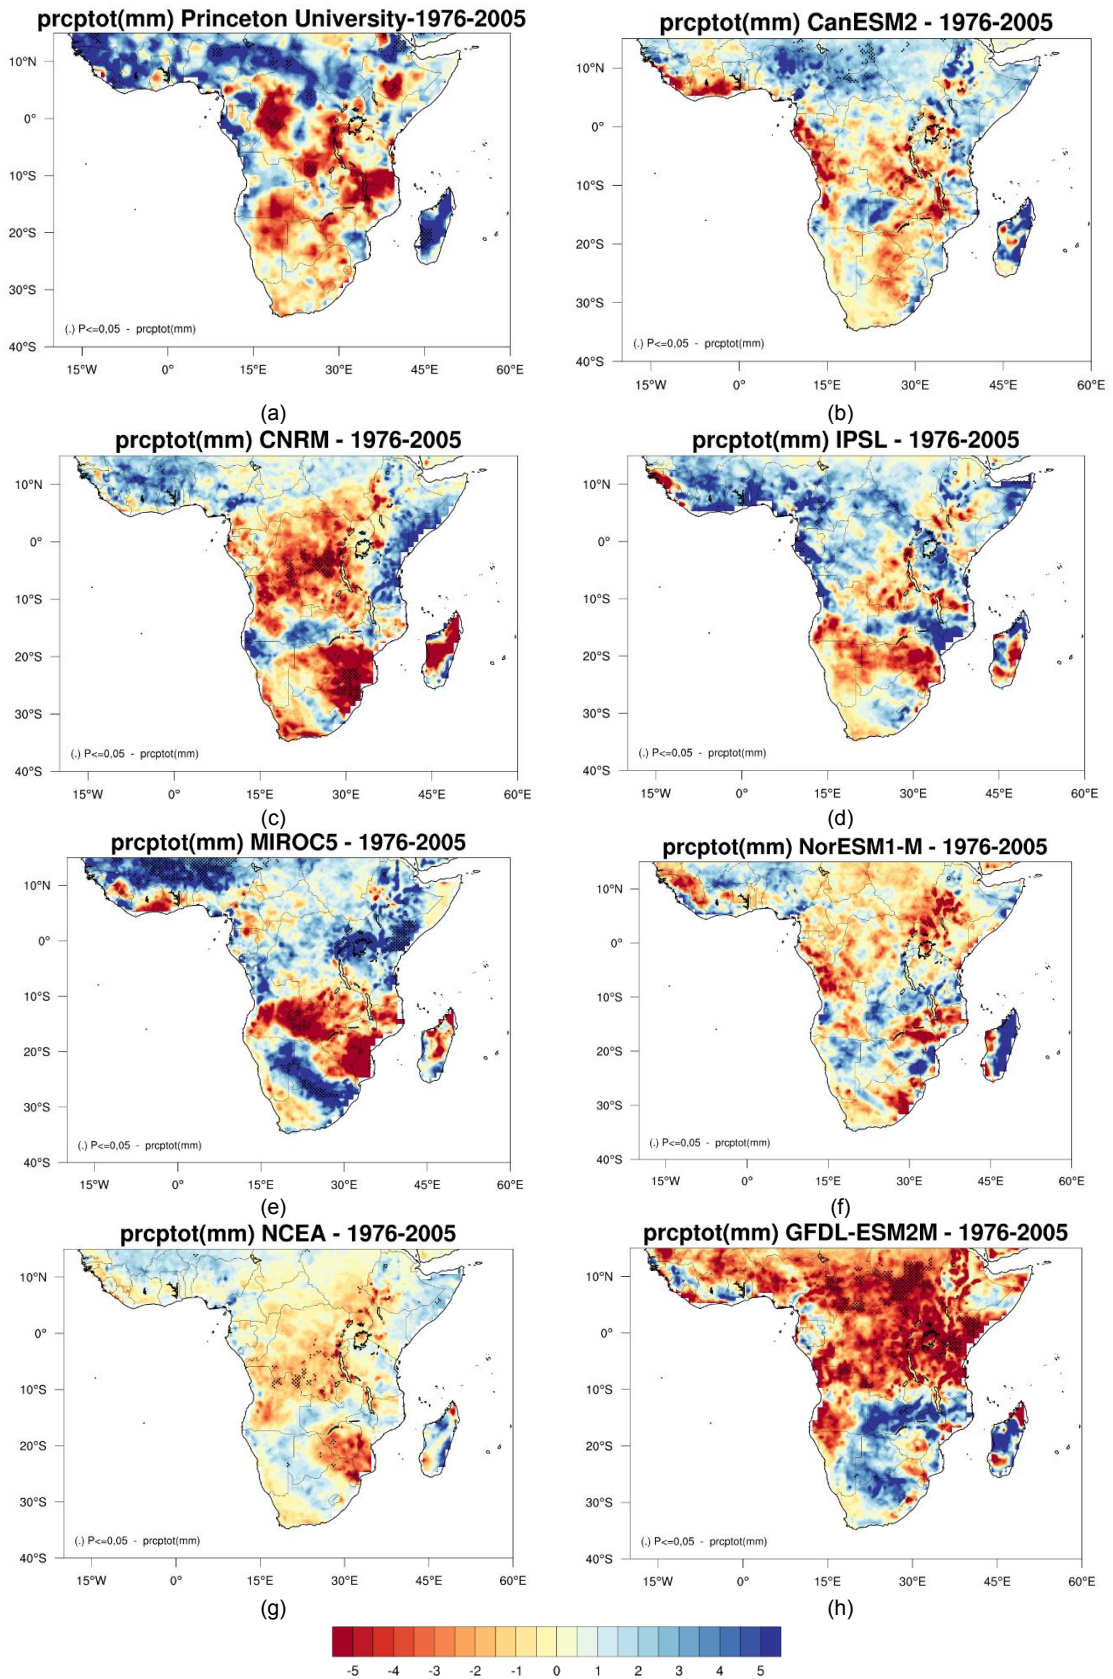 prcptot(mm) Princeton University-1976-2005
10°N
0°
10°S
20°S
30°S
40°S
(.) P<=0,05 - prcptot(mm)
15°W 0° 15°E 30°E 45°E 60°E
(a)
prcptot(mm) CanESM2 - 1976-2005
10°N
0°
10°S
20°S
30°S
40°S
(.) P<=0,05 - prcptot(mm)
15°W 0° 15°E 30°E 45°E 60°E
(b)
prcptot(mm) CNRM - 1976-2005
10°N
0°
10°S
20°S
30°S
40°S
(.) P<=0,05 - prcptot(mm)
15°W 0° 15°E 30°E 45°E 60°E
(c)
prcptot(mm) IPSL - 1976-2005
10°N
0°
10°S
20°S
30°S
40°S
(.) P<=0,05 - prcptot(mm)
15°W 0° 15°E 30°E 45°E 60°E
(d)
prcptot(mm) MIROC5 - 1976-2005
10°N
0°
10°S
20°S
30°S
40°S
(.) P<=0,05 - prcptot(mm)
15°W 0° 15°E 30°E 45°E 60°E
(e)
prcptot(mm) NorESM1-M - 1976-2005
10°N
0°
10°S
20°S
30°S
40°S
(.) P<=0,05 - prcptot(mm)
15°W 0° 15°E 30°E 45°E 60°E
(f)
prcptot(mm) NCEA - 1976-2005
10°N
0°
10°S
20°S
30°S
40°S
(.) P<=0,05 - prcptot(mm)
15°W 0° 15°E 30°E 45°E 60°E
(g)
prcptot(mm) GFDL-ESM2M - 1976-2005
10°N
0°
10°S
20°S
30°S
40°S
(.) P<=0,05 - prcptot(mm)
15°W 0° 15°E 30°E 45°E 60°E
(h)
-5 -4 -3 -2 -1 0 1 2 3 4 5